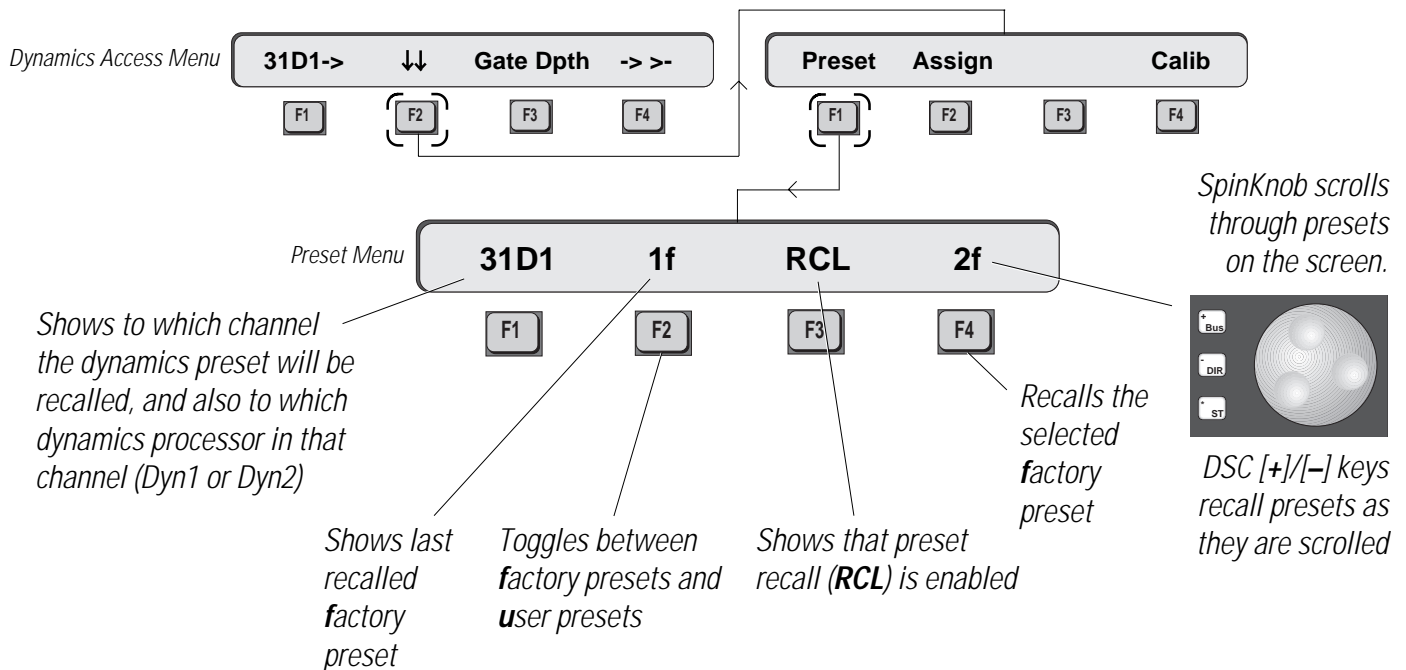 Dynamics Access Menu
31D1-> ↓↓ Gate Dpth -> >-
F1 F2 F3 F4
Preset Assign Calib
F1 F2 F3 F4
Preset Menu
31D1 1f RCL 2f
F1 F2 F3 F4
SpinKnob scrolls
through presets
on the screen.
+
Bus
-
DIR
ST
DSC [+]/[–] keys
recall presets as
they are scrolled
Shows to which channel
the dynamics preset will be
recalled, and also to which
dynamics processor in that
channel (Dyn1 or Dyn2)
Shows last
recalled
factory
preset
Toggles between
factory presets and
user presets
Shows that preset
recall (RCL) is enabled
Recalls the
selected
factory
preset